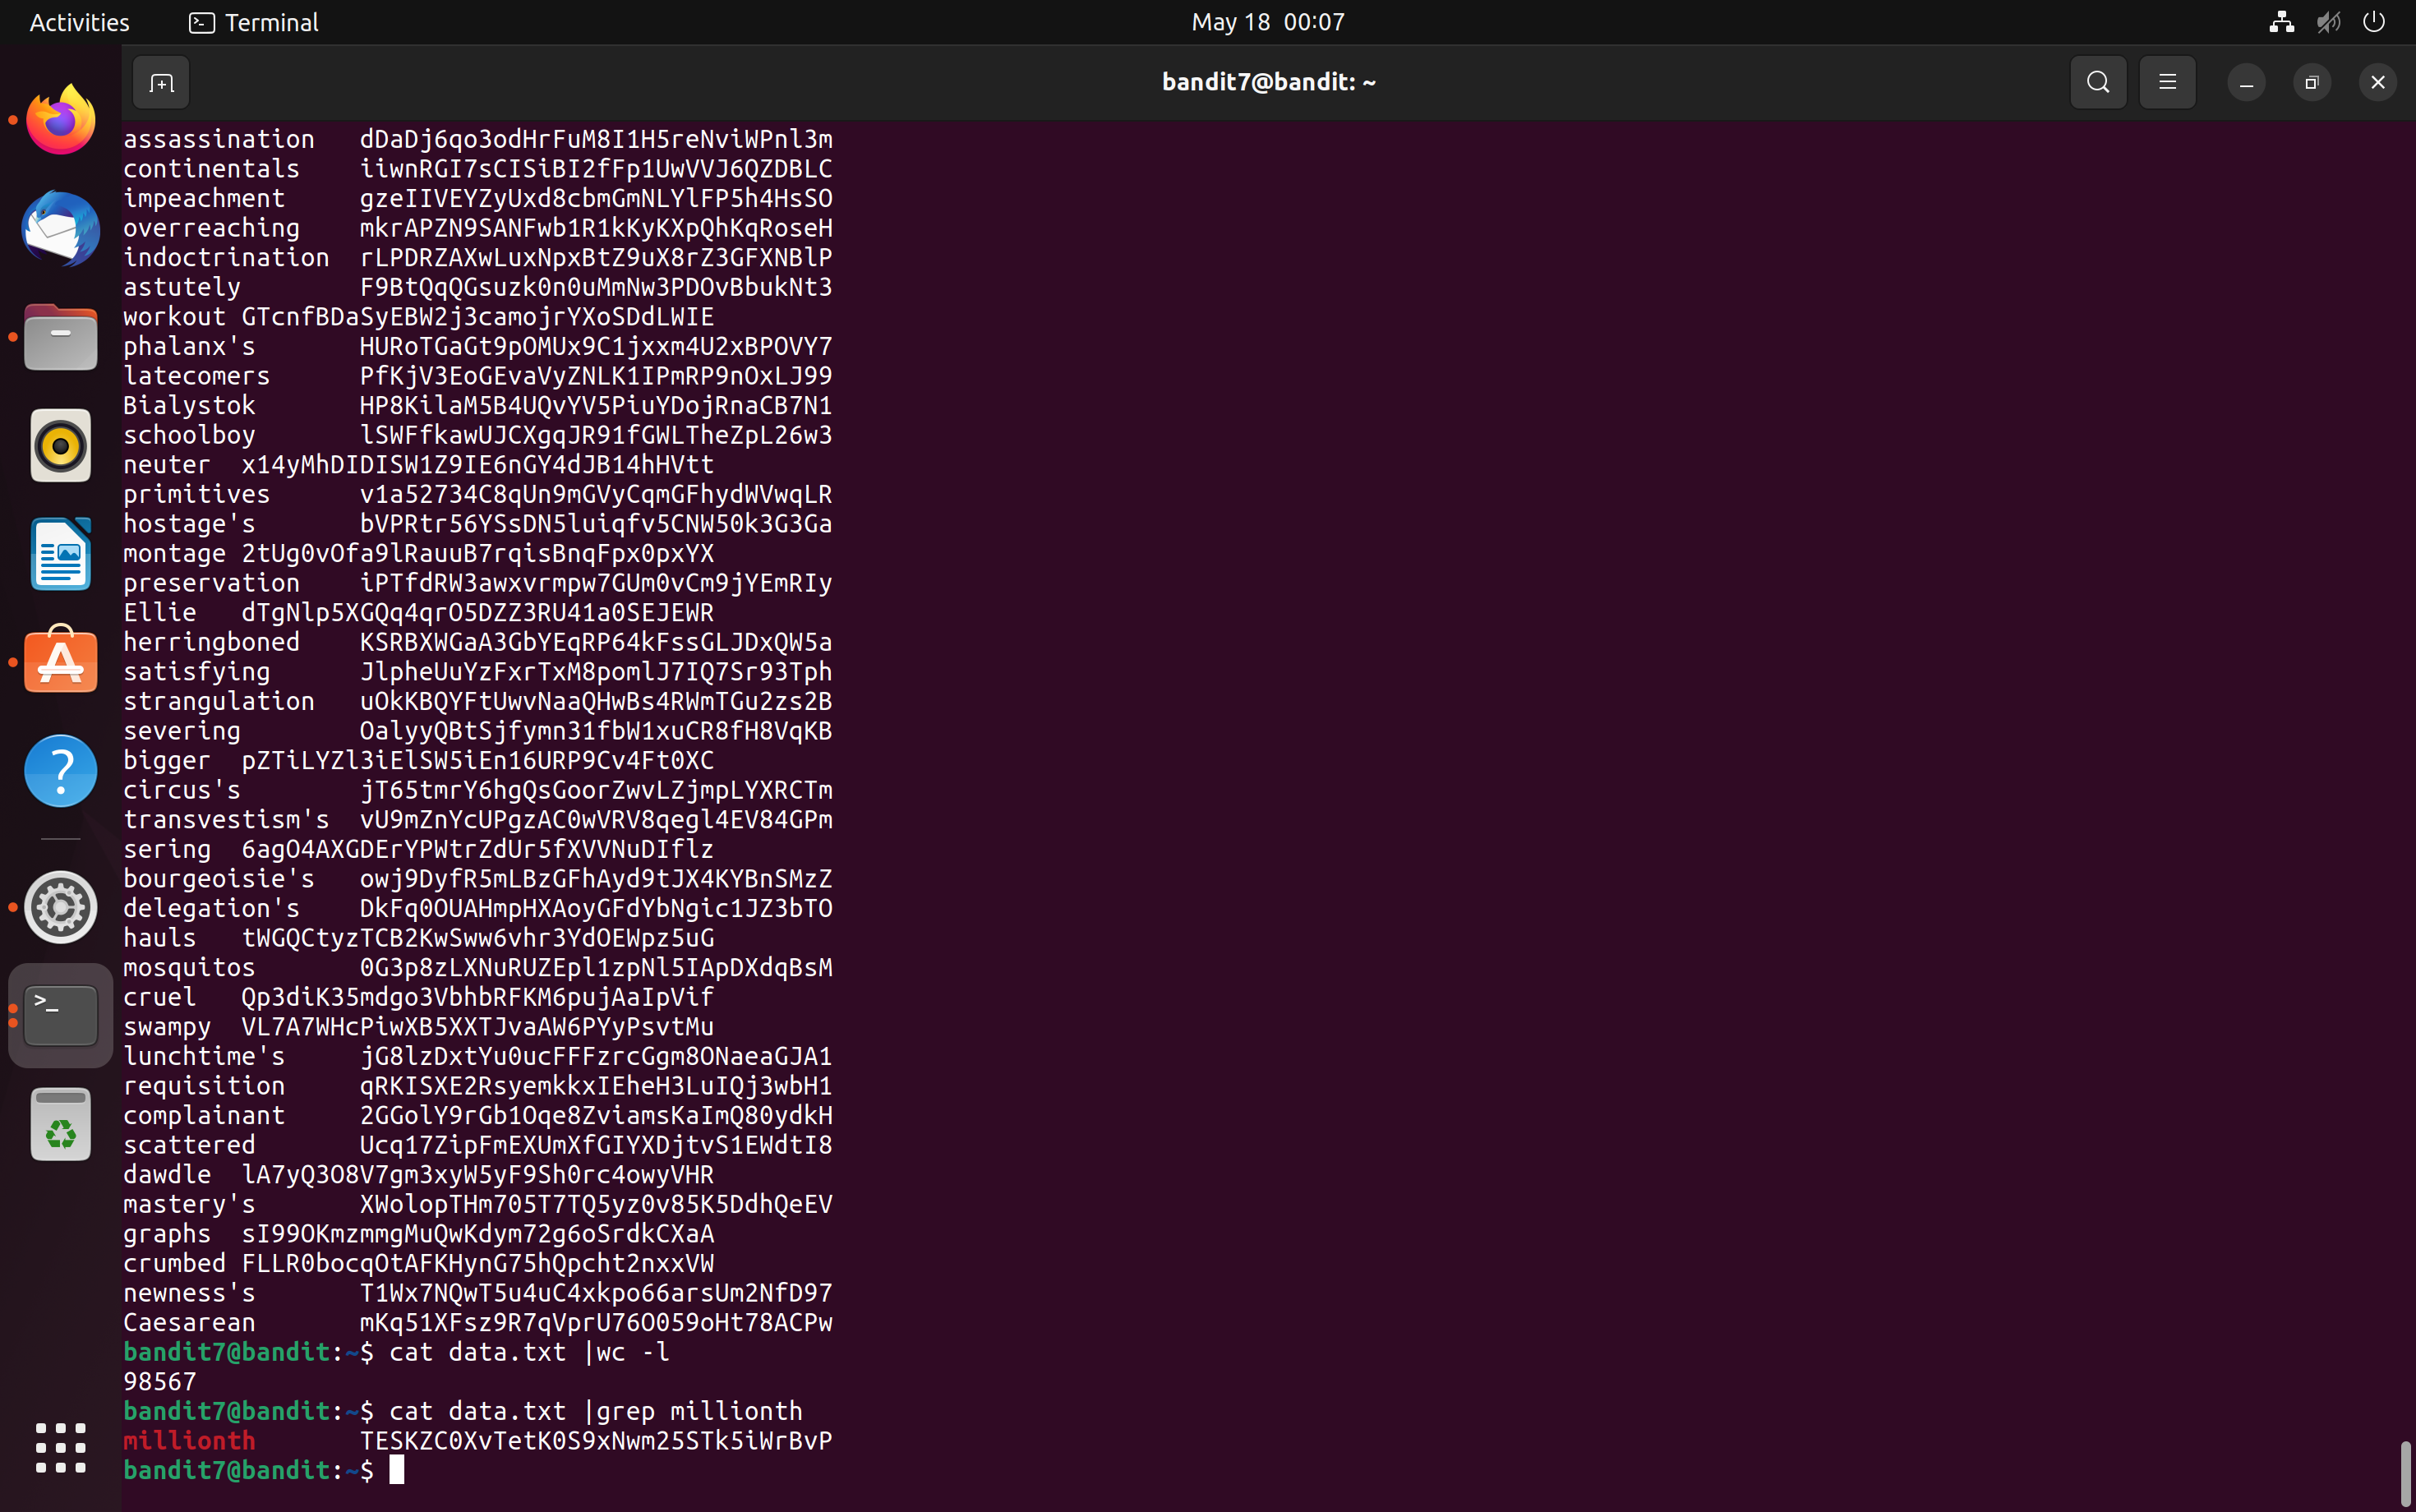 Activities Terminal May 18 00:07
bandit7@bandit: ~
assassination dDaDj6qo3odHrFuM8I1H5reNviWPnl3m
continentals iiwnRGI7sCISiBI2fFp1UwVVJ6QZDBLC
impeachment gzeIIVEYZyUxd8cbmGmNLYlFP5h4HsSO
overreaching mkrAPZN9SANFwb1R1kKyKXpQhKqRoseH
indoctrination rLPDRZAXwLuxNpxBtZ9uX8rZ3GFXNBlP
astutely F9BtQqQGsuzk0n0uMmNw3PDOvBbukNt3
workout GTcnfBDaSyEBW2j3camojrYXoSDdLWIE
phalanx's HURoTGaGt9pOMUx9C1jxxm4U2xBPOVY7
latecomers PfKjV3EoGEvaVyZNLK1IPmRP9nOxLJ99
Bialystok HP8KilaM5B4UQvYV5PiuYDojRnaCB7N1
schoolboy lSWFfkawUJCXgqJR91fGWLTheZpL26w3
neuter x14yMhDIDISW1Z9IE6nGY4dJB14hHVtt
primitives v1a52734C8qUn9mGVyCqmGFhydWVwqLR
hostage's bVPRtr56YSsDN5luiqfv5CNW50k3G3Ga
montage 2tUg0vOfa9lRauuB7rqisBnqFpx0pxYX
preservation iPTfdRW3awxvrmpw7GUm0vCm9jYEmRIy
Ellie dTgNlp5XGQq4qrO5DZZ3RU41a0SEJEWR
herringboned KSRBXWGaA3GbYEqRP64kFssGLJDxQW5a
satisfying JlpheUuYzFxrTxM8pomlJ7IQ7Sr93Tph
strangulation uOkKBQYFtUwvNaaQHwBs4RWmTGu2zs2B
severing OalyyQBtSjfymn31fbW1xuCR8fH8VqKB
bigger pZTiLYZl3iElSW5iEn16URP9Cv4Ft0XC
circus's jT65tmrY6hgQsGoorZwvLZjmpLYXRCTm
transvestism's vU9mZnYcUPgzAC0wVRV8qegl4EV84GPm
sering 6agO4AXGDErYPWtrZdUr5fXVVNuDIflz
bourgeoisie's owj9DyfR5mLBzGFhAyd9tJX4KYBnSMzZ
delegation's DkFq0OUAHmpHXAoyGFdYbNgic1JZ3bTO
hauls tWGQCtyzTCB2KwSww6vhr3YdOEWpz5uG
mosquitos 0G3p8zLXNuRUZEpl1zpNl5IApDXdqBsM
cruel Qp3diK35mdgo3VbhbRFKM6pujAaIpVif
swampy VL7A7WHcPiwXB5XXTJvaAW6PYyPsvtMu
lunchtime's jG8lzDxtYu0ucFFFzrcGgm8ONaeaGJA1
requisition qRKISXE2RsyemkkxIEheH3LuIQj3wbH1
complainant 2GGolY9rGb1Oqe8ZviamsKaImQ80ydkH
scattered Ucq17ZipFmEXUmXfGIYXDjtvS1EWdtI8
dawdle lA7yQ3O8V7gm3xyW5yF9Sh0rc4owyVHR
mastery's XWolopTHm705T7TQ5yz0v85K5DdhQeEV
graphs sI99OKmzmmgMuQwKdym72g6oSrdkCXaA
crumbed FLLR0bocqOtAFKHynG75hQpcht2nxxVW
newness's T1Wx7NQwT5u4uC4xkpo66arsUm2NfD97
Caesarean mKq51XFsz9R7qVprU76O059oHt78ACPw
bandit7@bandit:~$ cat data.txt |wc -l
98567
bandit7@bandit:~$ cat data.txt |grep millionth
millionth TESKZC0XvTetK0S9xNwm25STk5iWrBvP
bandit7@bandit:~$